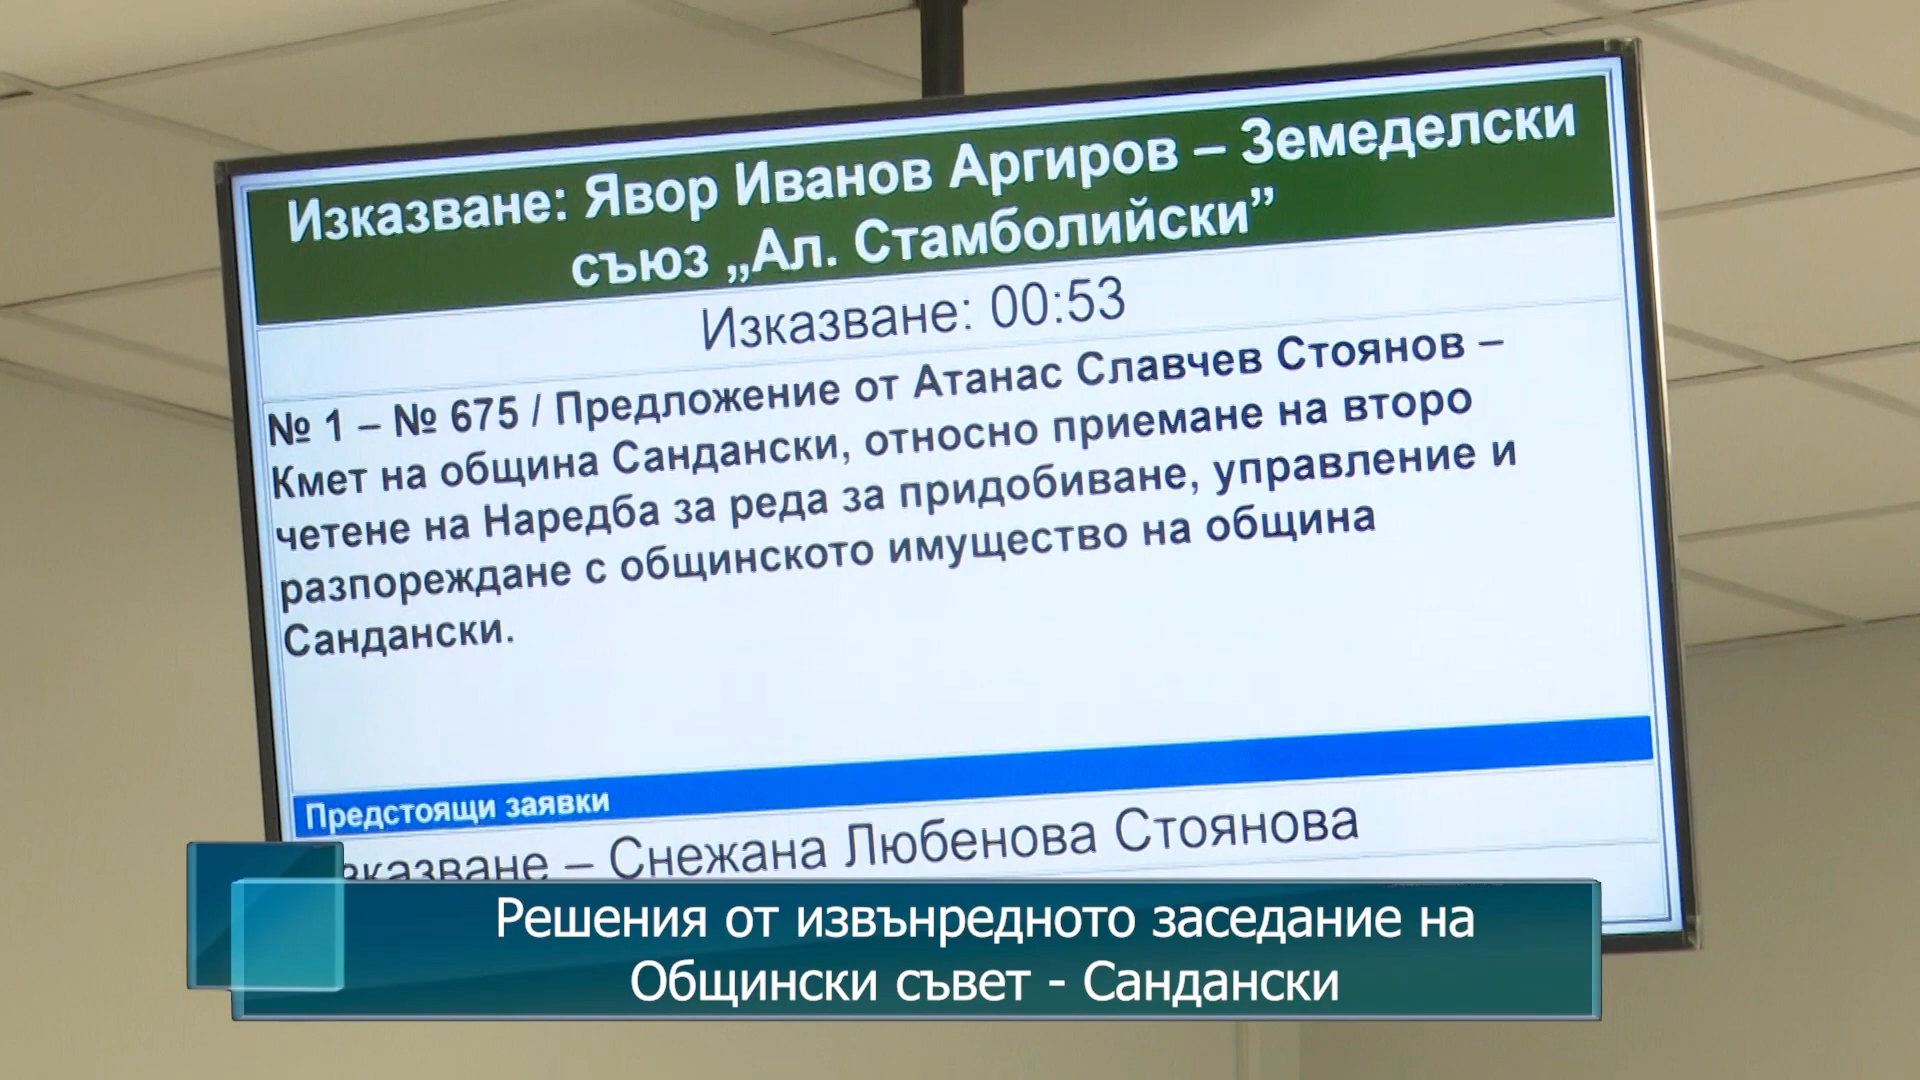 Изказване: Явор Иванов Аргиров – Земеделски
съюз „Ал. Стамболийски”
Изказване: 00:53
№ 1 – № 675 / Предложение от Атанас Славчев Стоянов –
Кмет на община Сандански, относно приемане на второ
четене на Наредба за реда за придобиване, управление и
разпореждане с общинското имущество на община
Сандански.
Предстоящи заявки
– Снежана Любенова Стоянова
Решения от извънредното заседание на
Общински съвет - Сандански